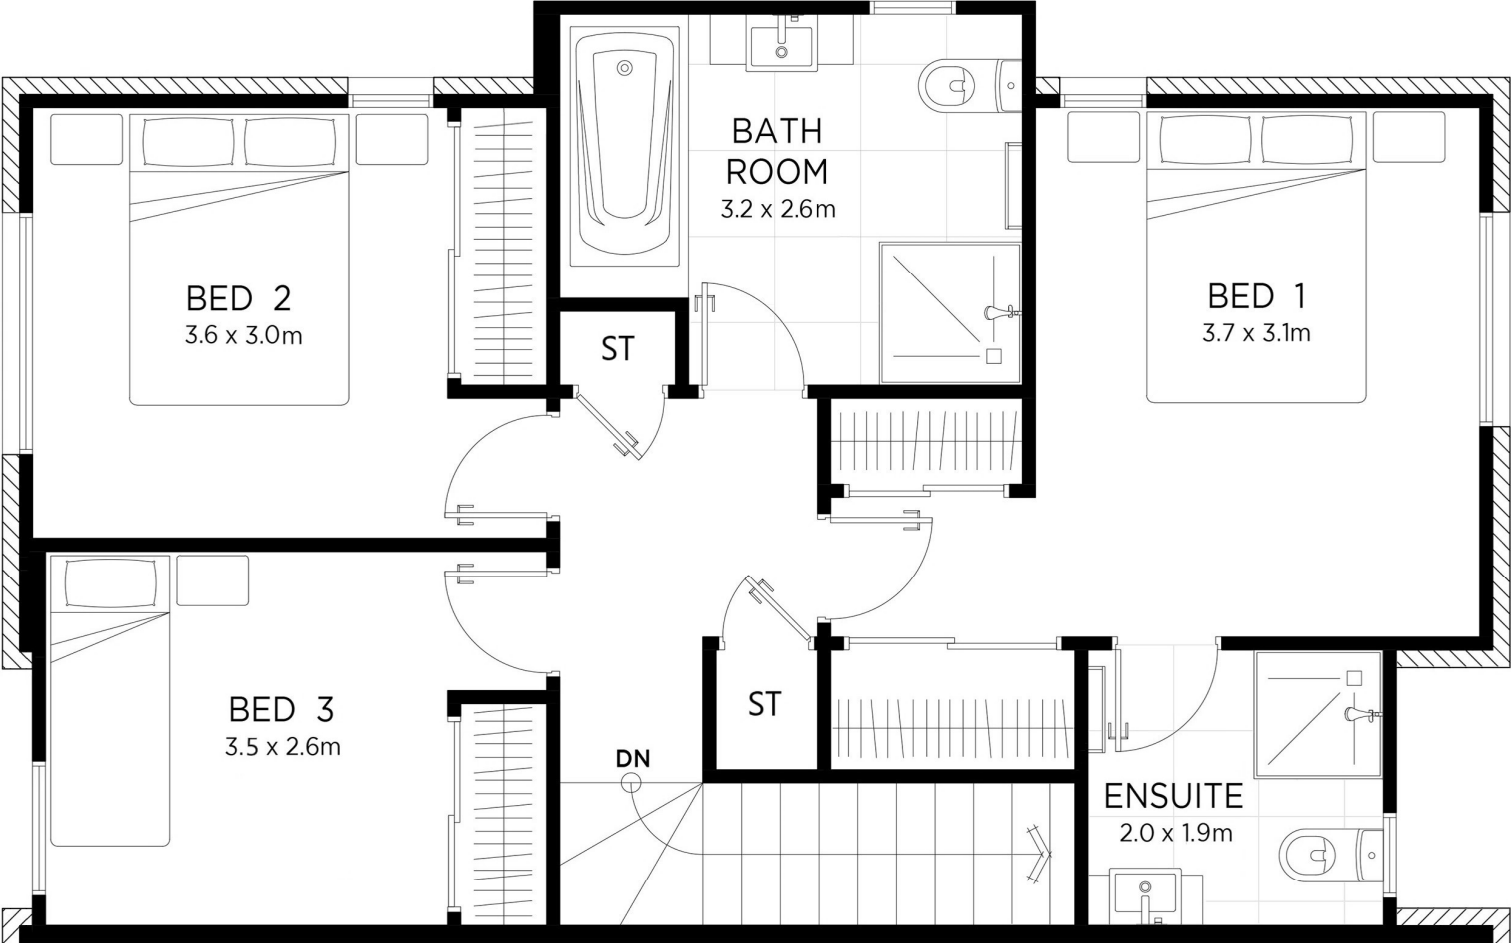 BATH
ROOM
3.2 x 2.6m
BED 2
3.6 x 3.0m
ST
BED 1
3.7 x 3.1m
BED 3
3.5 x 2.6m
ST
DN
ENSUITE
2.0 x 1.9m